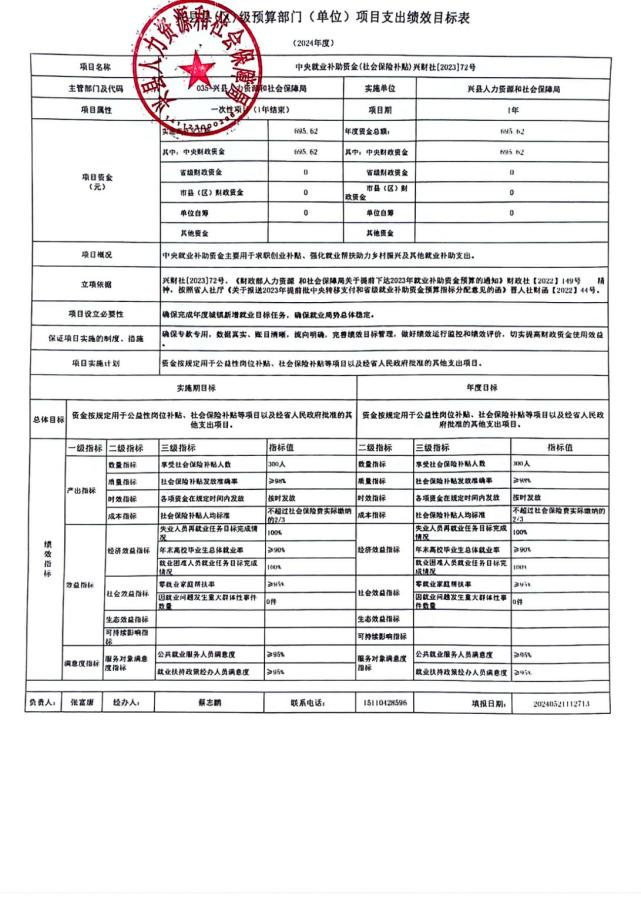 兴县县(区)级预算部门（单位）项目支出绩效目标表
（2024年度）
项目名称 中央就业补助资金(社会保险补贴)兴财社[2023]72号
主管部门及代码 035-兴县人力资源和社会保障局 实施单位 兴县人力资源和社会保障局
项目属性 一次性项目（1年结束） 项目期 1年
项目资金（元）
695.62 年度资金总额： 695.62
其中：中央财政资金 695.62 其中：中央财政资金 695.62
省级财政资金 0 省级财政资金 0
市县（区）财政资金 0 市县（区）财政资金 0
单位自筹 0 单位自筹 0
其他资金 其他资金
项目概况 中央就业补助资金主要用于求职创业补贴、强化就业帮扶助力乡村振兴及其他就业补助支出。
立项依据 兴财社[2023]72号、《财政部人力资源 和社会保障局关于提前下达2023年就业补助资金预算的通知》财政社【2022】149号 精
神、按照省人社厅《关于报送2023年提前批中央转移支付和省级就业补助资金预算指标分配意见的函》晋人社财函【2022】44号。
项目设立必要性 确保完成年度城镇新增就业目标任务，确保就业局势总体稳定。
保证项目实施的制度、措施 确保专款专用，数据真实、账目清晰，流向明确，完善绩效目标管理，做好绩效运行监控和绩效评价，切实提高财政资金使用效益
。
项目实施计划 资金按规定用于公益性岗位补贴、社会保险补贴等项目以及经省人民政府批准的其他支出项目。
实施期目标 年度目标
总体目标 资金按规定用于公益性岗位补贴、社会保险补贴等项目以及经省人民政府批准的其他支出项目。 资金按规定用于公益性岗位补贴、社会保险补贴等项目以及经省人民政府批准的其他支出项目。
绩效指标
一级指标 二级指标 三级指标 指标值 二级指标 三级指标 指标值
产出指标
数量指标 享受社会保险补贴人数 300人 数量指标 享受社会保险补贴人数 300人
质量指标 社会保险补贴发放准确率 ≥98% 质量指标 社会保险补贴发放准确率 ≥98%
时效指标 各项资金在规定时间内发放 按时发放 时效指标 各项资金在规定时间内发放 按时发放
成本指标 社会保险补贴人均标准 不超过社会保险费实际缴纳的2/3 成本指标 社会保险补贴人均标准 不超过社会保险费实际缴纳的2/3
效益指标
经济效益指标 失业人员再就业任务目标完成情况 100% 经济效益指标 失业人员再就业任务目标完成情况 100%
年末高校毕业生总体就业率 ≥90% 年末高校毕业生总体就业率 ≥90%
就业困难人员就业任务目标完成情况 100% 就业困难人员就业任务目标完成情况 100%
社会效益指标 零就业家庭帮扶率 ≥95% 社会效益指标 零就业家庭帮扶率 ≥95%
因就业问题发生重大群体性事件数量 0件 因就业问题发生重大群体性事件数量 0件
生态效益指标 生态效益指标
可持续影响指标 可持续影响指标
满意度指标 服务对象满意度指标 公共就业服务人员满意度 ≥95% 服务对象满意度指标 公共就业服务人员满意度 ≥95%
就业扶持政策经办人员满意度 ≥95% 就业扶持政策经办人员满意度 ≥95%
负责人： 张富唐 经办人： 蔡志鹏 联系电话： 15110428596 填报日期： 20240521112713
兴县人力资源和社会保障局